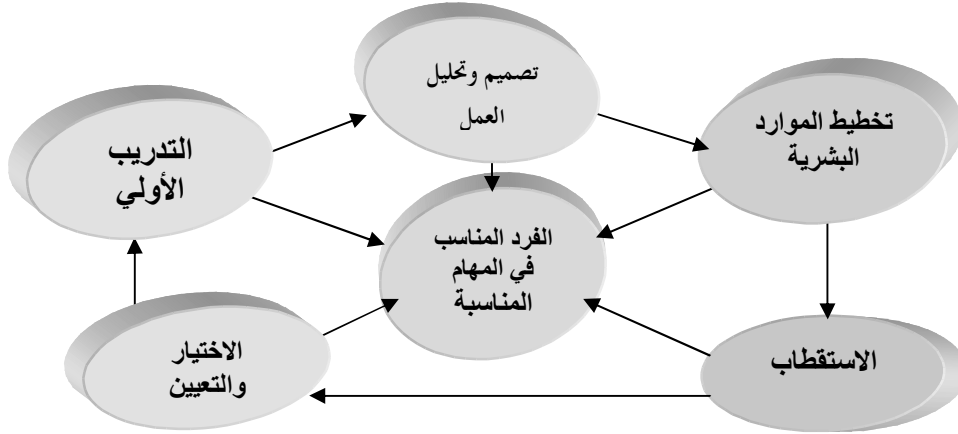 تصميم وتحليل
العمل
تخطيط الموارد
البشرية
التدريب
الأولي
الفرد المناسب
في المهام
المناسبة
الاختيار
والتعيين
الاستقطاب